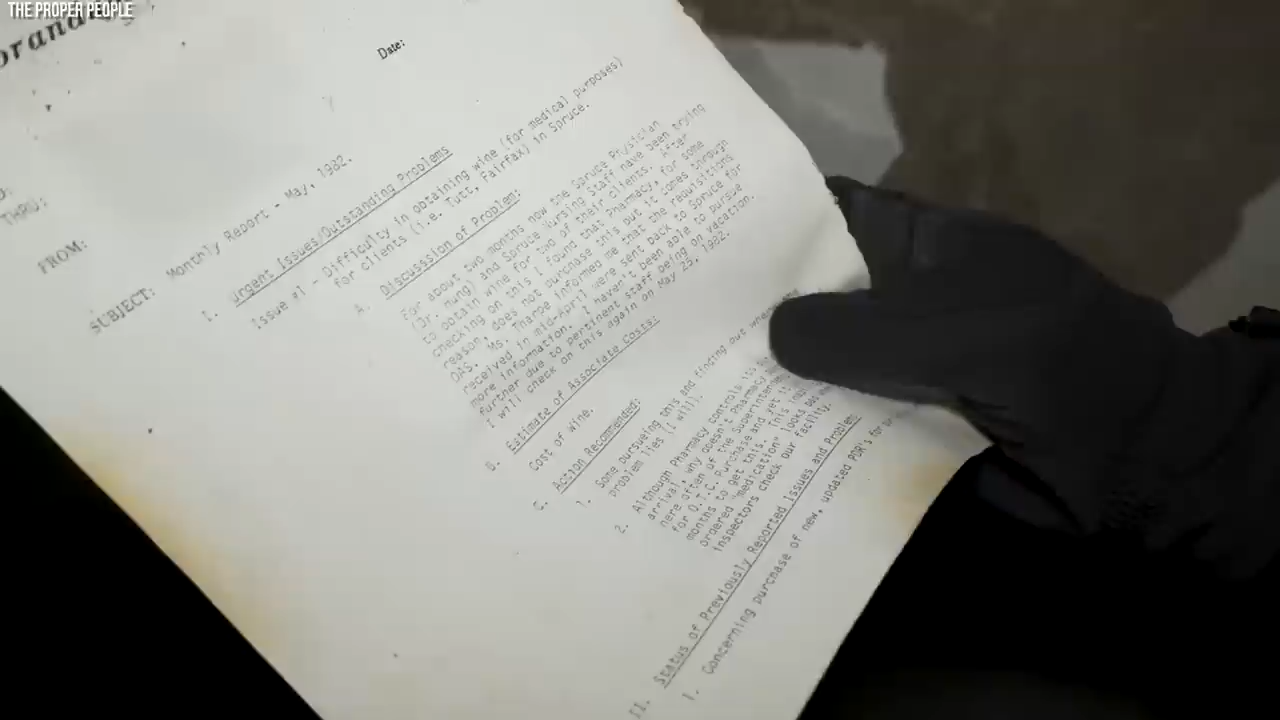 THE PROPER PEOPLE
Date:
THRU:
FROM:
SUBJECT: Monthly Report - May, 1982.
I. Urgent Issues/Outstanding Problems
Issue #1 - Difficulty in obtaining wine (for medical purposes)
for clients (i.e. Tutt, Fairfax) in Spruce.
A. Discussion of Problem:
For about two months now the Spruce Physician
(Dr. Mung) and Spruce Nursing Staff have been trying
to obtain wine for two of their clients. After
checking on this I found that Pharmacy, for some
reason, does not purchase this but it comes through
OAS. Ms. Tharpe informed me that the requisitions
received in mid-April were sent back to Spruce for
more information. I haven't been able to pursue
further due to pertinent staff being on vacation.
I will check on this again on May 25, 1982.
B. Estimate of Associate Costs:
Cost of wine.
C. Action Recommended:
1. Some pursueing this and finding out where
problem lies (I will).
2. Although Pharmacy controls its
arrival, why doesn't Pharmacy
here often of the Superintenden
for O.T.C. purchase and yet it
months to get this. This
ordered "medication" looks
inspectors check our facility.
II. Status of Previously Reported Issues and Problem
1. Concerning purchase of new, updated PDR's for